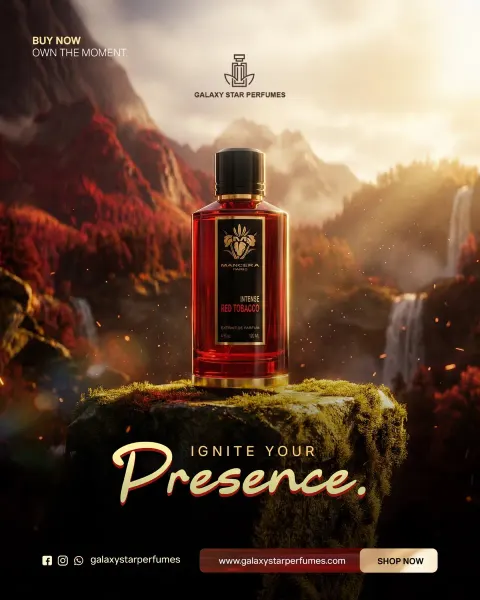 BUY NOW
OWN THE MOMENT.
GALAXY STAR PERFUMES
MANCERA
PARIS
INTENSE
RED TOBACCO
IGNITE YOUR
Presence.
galaxystarperfumes
www.galaxystarperfumes.com
SHOP NOW